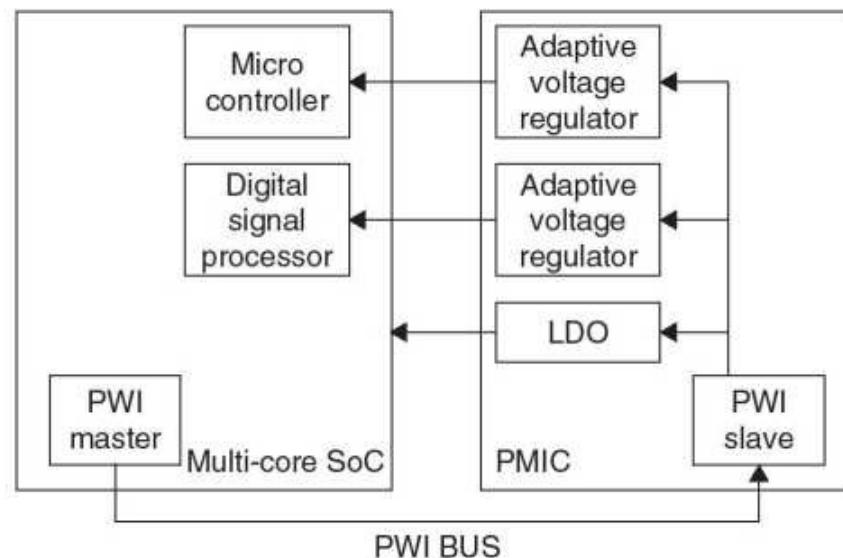 Micro
controller
Adaptive
voltage
regulator
Digital
signal
processor
Adaptive
voltage
regulator
LDO
PWI
master
Multi-core SoC
PMIC
PWI
slave
PWI BUS